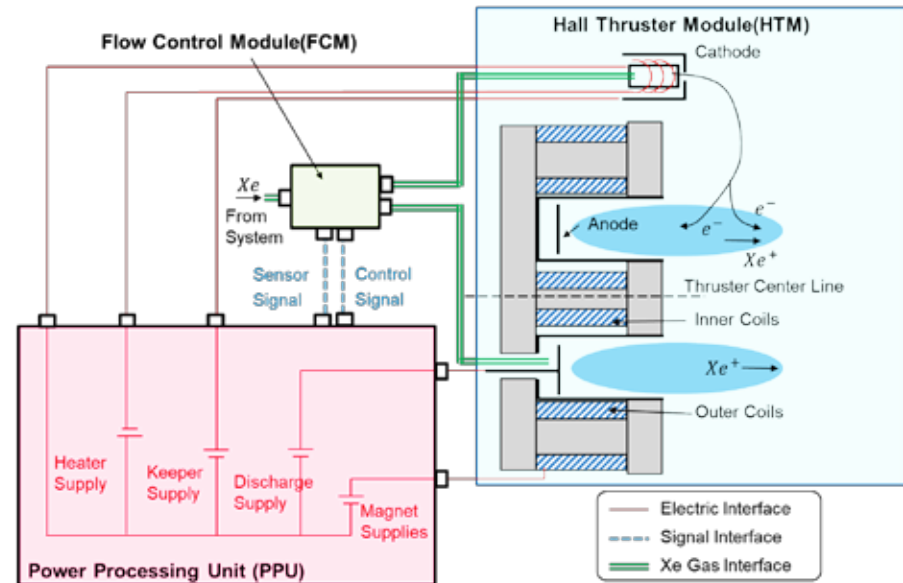 Hall Thruster Module(HTM)
Flow Control Module(FCM)
Cathode
Xe
From
System
Anode
e⁻
e⁻
Xe⁺
Sensor
Signal
Control
Signal
Thruster Center Line
Inner Coils
Xe⁺
Outer Coils
Heater
Supply
Keeper
Supply
Discharge
Supply
Magnet
Supplies
Power Processing Unit (PPU)
Electric Interface
Signal Interface
Xe Gas Interface